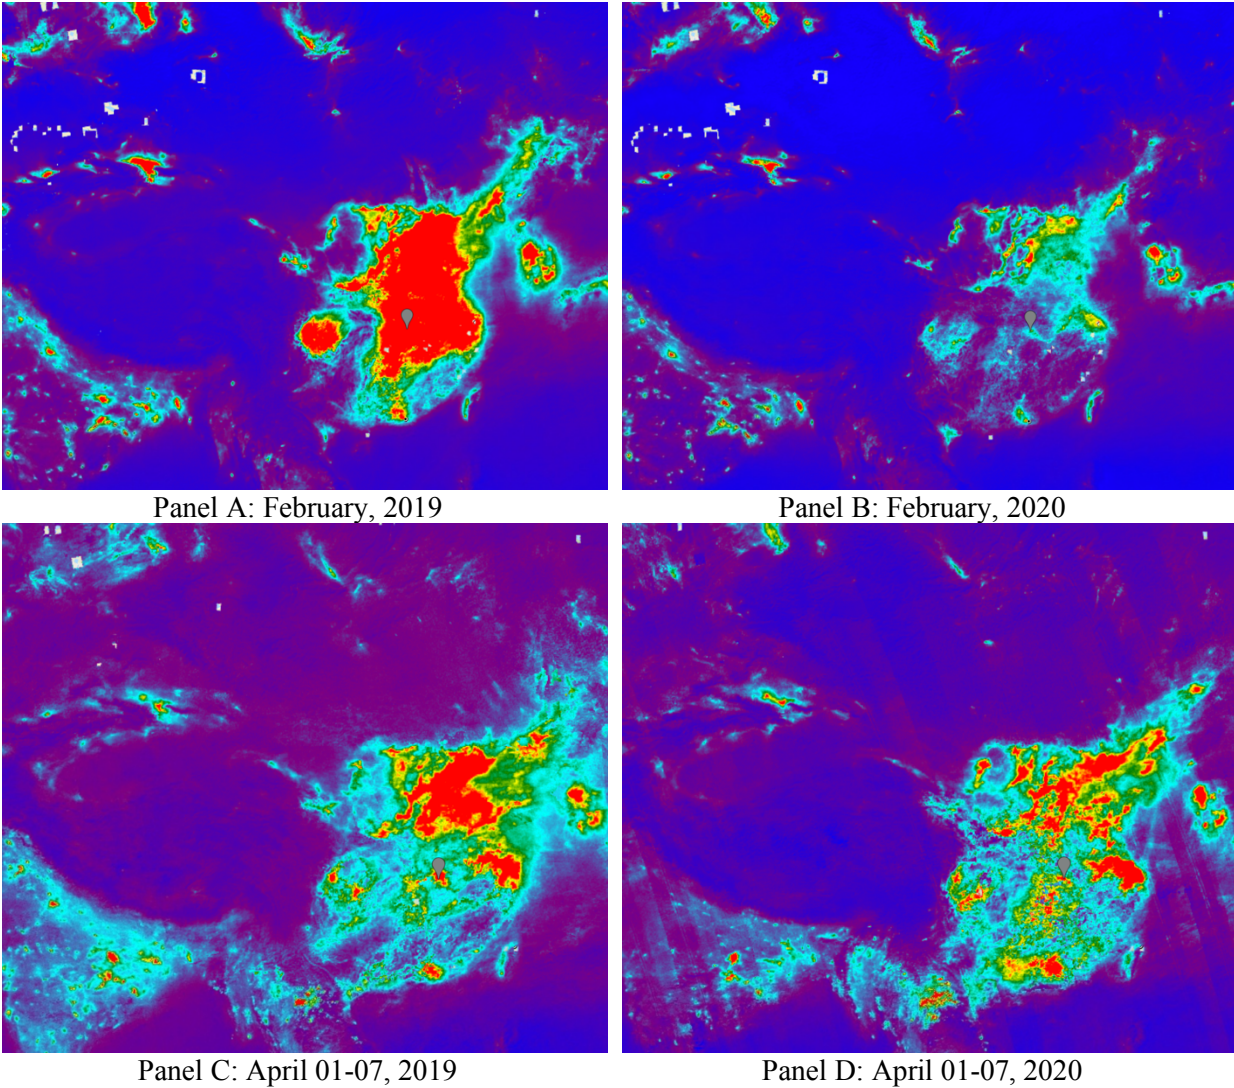 Panel A: February, 2019
Panel B: February, 2020
Panel C: April 01-07, 2019
Panel D: April 01-07, 2020